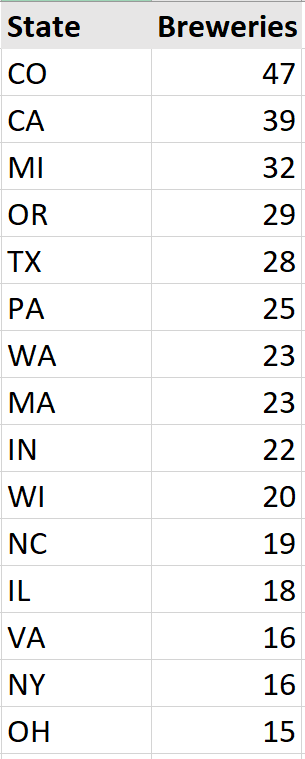 State Breweries
CO 47
CA 39
MI 32
OR 29
TX 28
PA 25
WA 23
MA 23
IN 22
WI 20
NC 19
IL 18
VA 16
NY 16
OH 15